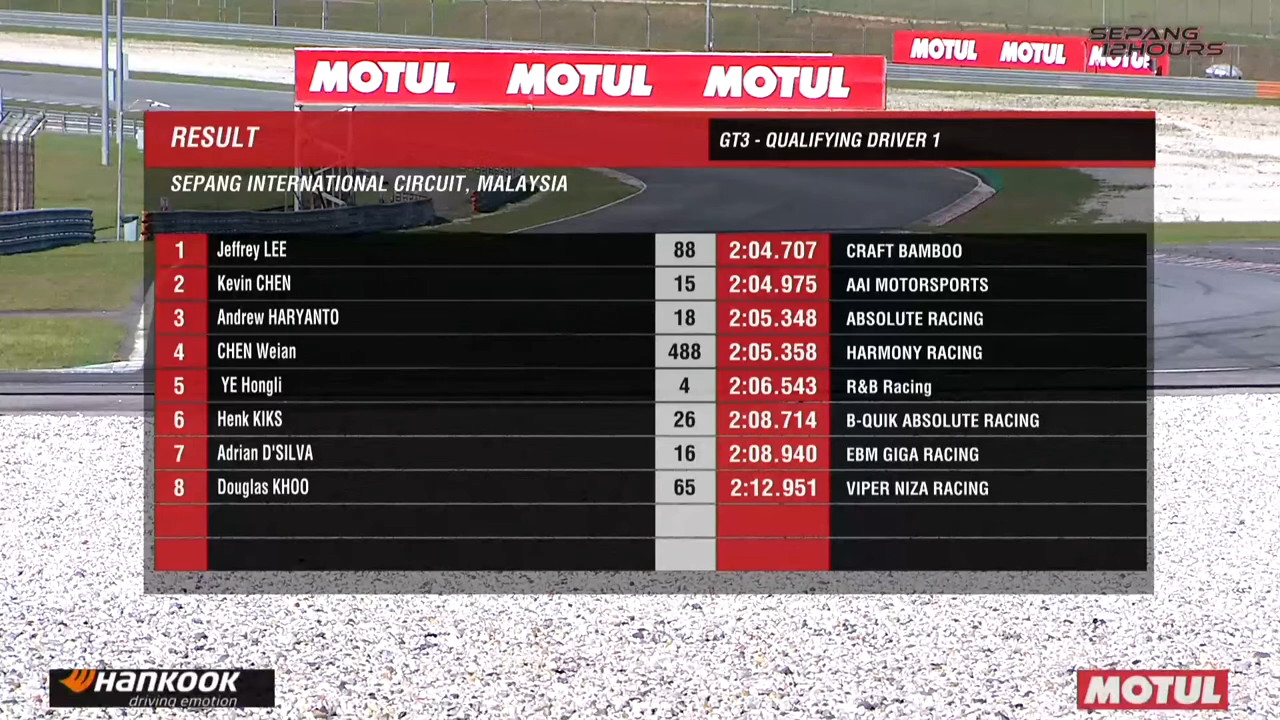 SEPANG
12HOURS
MOTUL MOTUL MOTUL
MOTUL MOTUL MOTUL
RESULT
GT3 - QUALIFYING DRIVER 1
SEPANG INTERNATIONAL CIRCUIT, MALAYSIA
1 Jeffrey LEE 88 2:04.707 CRAFT BAMBOO
2 Kevin CHEN 15 2:04.975 AAI MOTORSPORTS
3 Andrew HARYANTO 18 2:05.348 ABSOLUTE RACING
4 CHEN Weian 488 2:05.358 HARMONY RACING
5 YE Hongli 4 2:06.543 R&B Racing
6 Henk KIKS 26 2:08.714 B-QUIK ABSOLUTE RACING
7 Adrian D'SILVA 16 2:08.940 EBM GIGA RACING
8 Douglas KHOO 65 2:12.951 VIPER NIZA RACING
HANKOOK
driving emotion
MOTUL